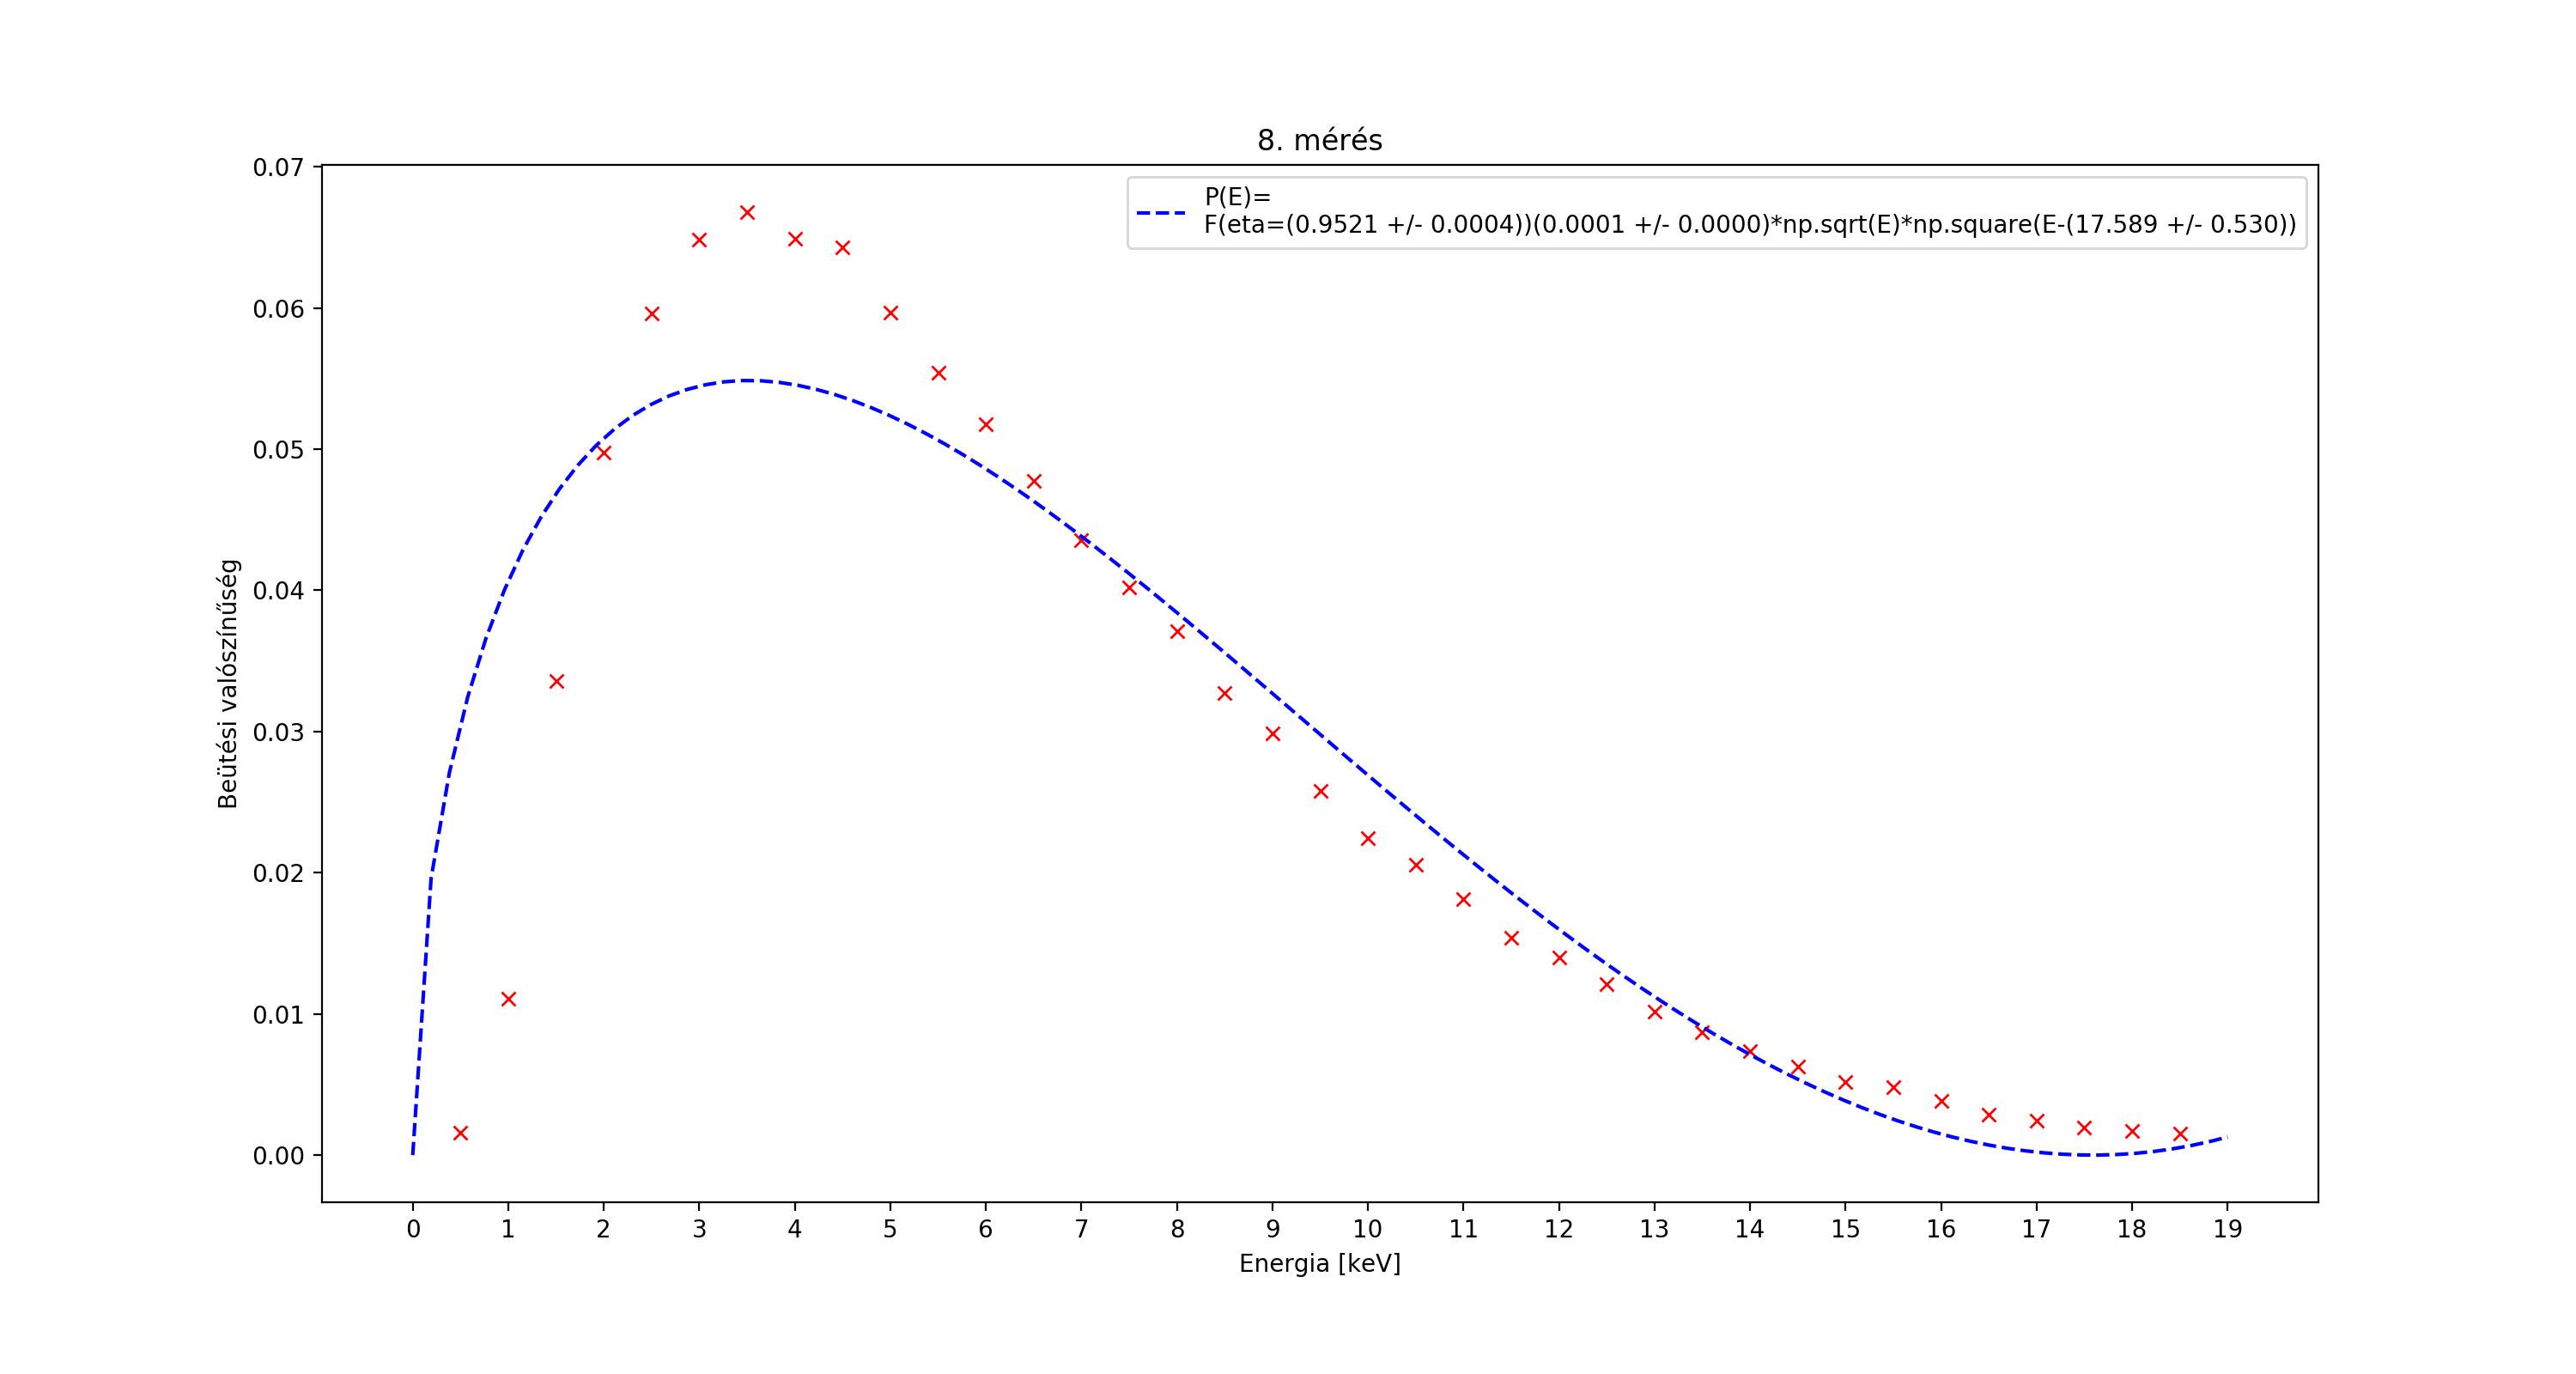 8. mérés
P(E)=
F(eta=(0.9521 +/- 0.0004))(0.0001 +/- 0.0000)*np.sqrt(E)*np.square(E-(17.589 +/- 0.530))
0.07
0.06
0.05
0.04
0.03
0.02
0.01
0.00
Beütési valószínűség
0 1 2 3 4 5 6 7 8 9 10 11 12 13 14 15 16 17 18 19
Energia [keV]